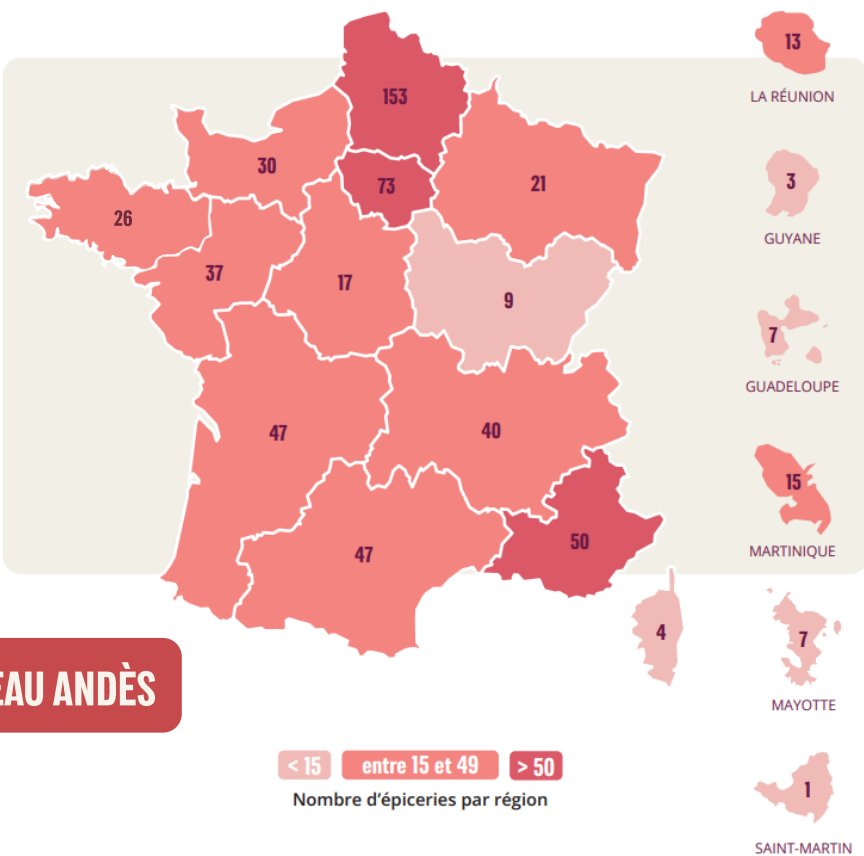 153
30
73
21
26
37
17
9
47
40
47
50
4
13
LA RÉUNION
3
GUYANE
7
GUADELOUPE
15
MARTINIQUE
7
MAYOTTE
1
SAINT-MARTIN
EAU ANDÈS
< 15
entre 15 et 49
> 50
Nombre d’épiceries par région